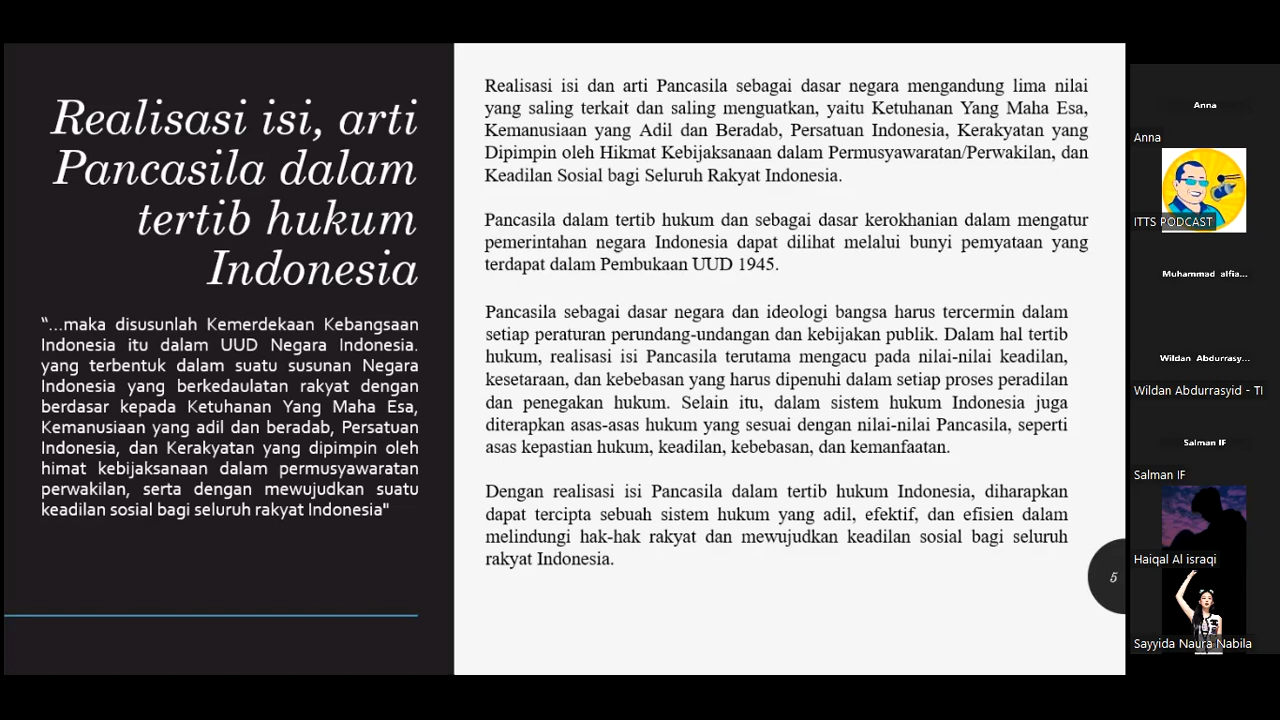 Realisasi isi, arti
Pancasila dalam
tertib hukum
Indonesia
“...maka disusunlah Kemerdekaan Kebangsaan
Indonesia itu dalam UUD Negara Indonesia.
yang terbentuk dalam suatu susunan Negara
Indonesia yang berkedaulatan rakyat dengan
berdasar kepada Ketuhanan Yang Maha Esa,
Kemanusiaan yang adil dan beradab, Persatuan
Indonesia, dan Kerakyatan yang dipimpin oleh
himat kebijaksanaan dalam permusyawaratan
perwakilan, serta dengan mewujudkan suatu
keadilan sosial bagi seluruh rakyat Indonesia"
Realisasi isi dan arti Pancasila sebagai dasar negara mengandung lima nilai
yang saling terkait dan saling menguatkan, yaitu Ketuhanan Yang Maha Esa,
Kemanusiaan yang Adil dan Beradab, Persatuan Indonesia, Kerakyatan yang
Dipimpin oleh Hikmat Kebijaksanaan dalam Permusyawaratan/Perwakilan, dan
Keadilan Sosial bagi Seluruh Rakyat Indonesia.
Pancasila dalam tertib hukum dan sebagai dasar kerokhanian dalam mengatur
pemerintahan negara Indonesia dapat dilihat melalui bunyi pemyataan yang
terdapat dalam Pembukaan UUD 1945.
Pancasila sebagai dasar negara dan ideologi bangsa harus tercermin dalam
setiap peraturan perundang-undangan dan kebijakan publik. Dalam hal tertib
hukum, realisasi isi Pancasila terutama mengacu pada nilai-nilai keadilan,
kesetaraan, dan kebebasan yang harus dipenuhi dalam setiap proses peradilan
dan penegakan hukum. Selain itu, dalam sistem hukum Indonesia juga
diterapkan asas-asas hukum yang sesuai dengan nilai-nilai Pancasila, seperti
asas kepastian hukum, keadilan, kebebasan, dan kemanfaatan.
Dengan realisasi isi Pancasila dalam tertib hukum Indonesia, diharapkan
dapat tercipta sebuah sistem hukum yang adil, efektif, dan efisien dalam
melindungi hak-hak rakyat dan mewujudkan keadilan sosial bagi seluruh
rakyat Indonesia.
5
Anna
Anna
ITTS PODCAST
Muhammad alfia...
Wildan Abdurrasy...
Wildan Abdurrasyid - TI
Salman IF
Salman IF
Haiqal Al israqi
Sayyida Naura Nabila